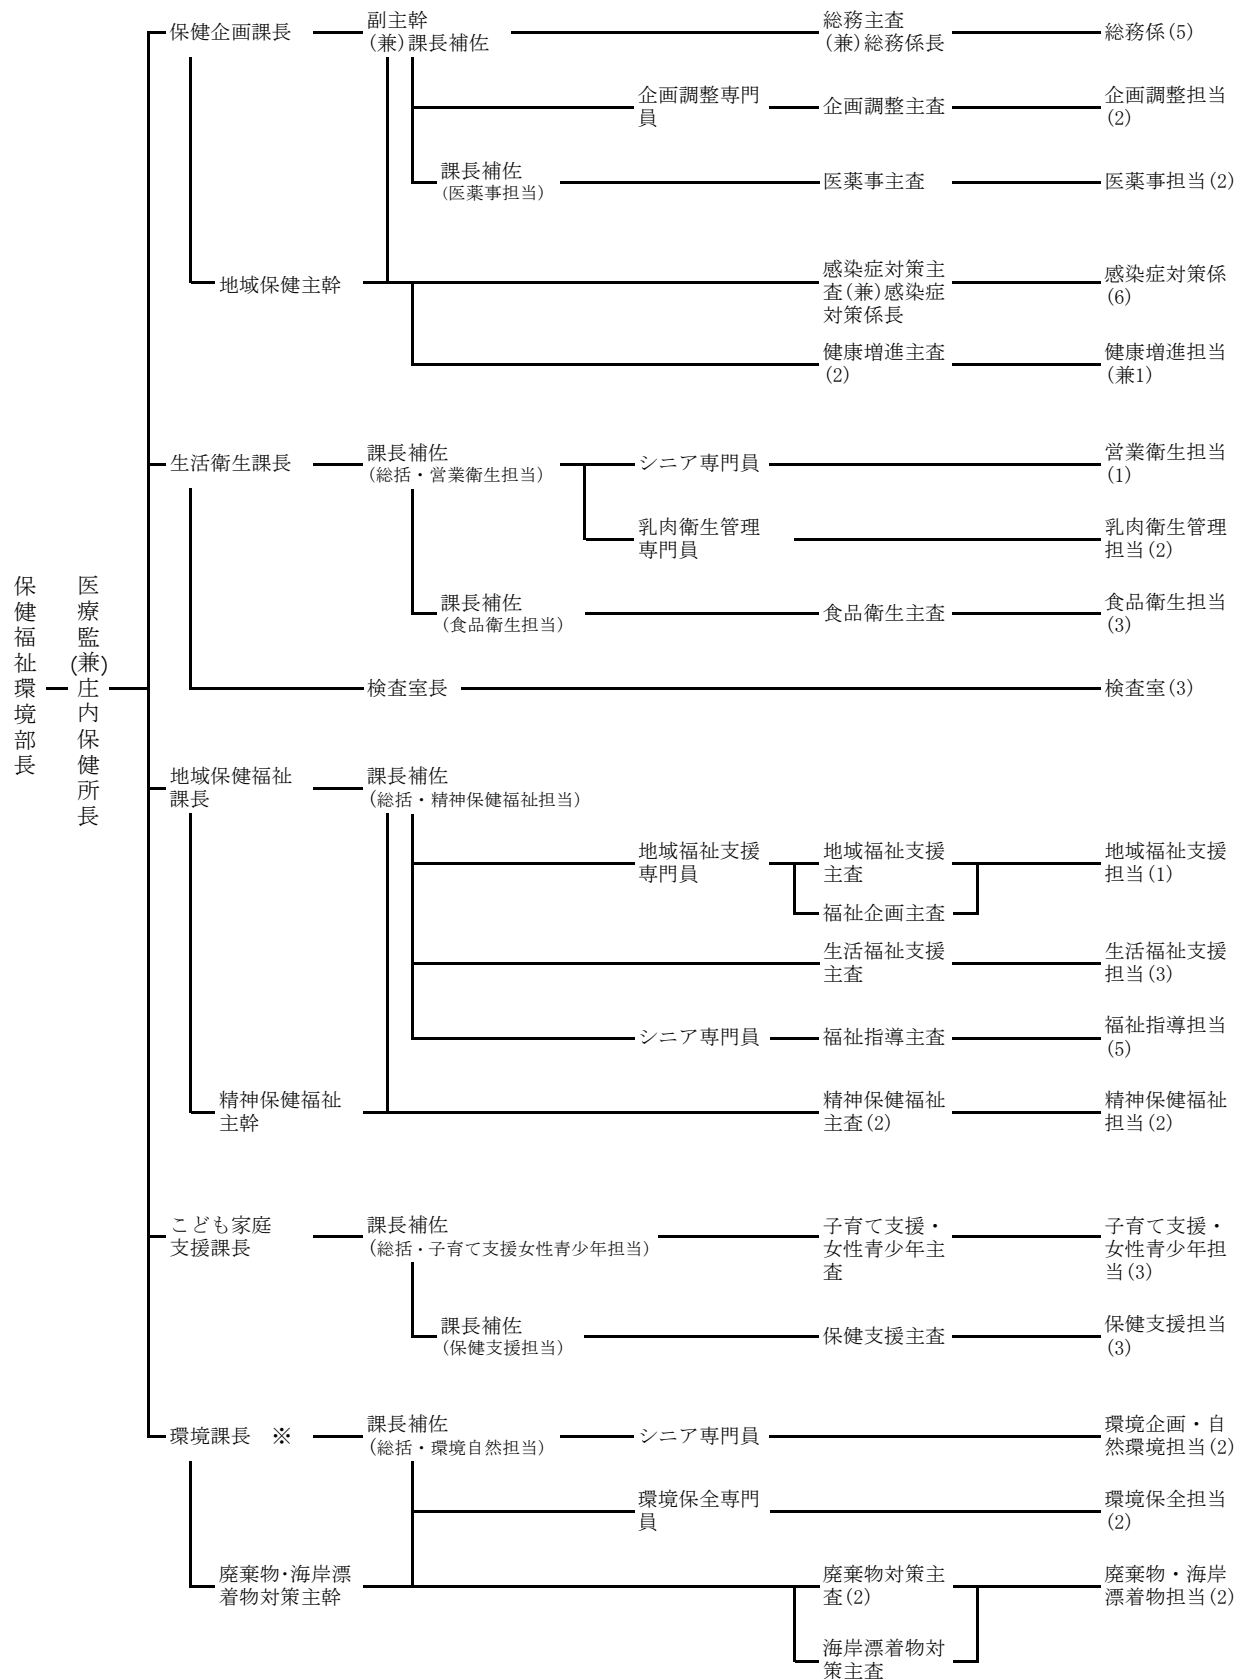 保健福祉環境部長
医療監(兼)庄内保健所長
保健企画課長
副主幹
(兼)課長補佐
総務主査
(兼)総務係長
総務係(5)
企画調整専門
員
企画調整主査
企画調整担当
(2)
課長補佐
(医薬事担当)
医薬事主査
医薬事担当(2)
地域保健主幹
感染症対策主
査(兼)感染症
対策係長
感染症対策係
(6)
健康増進主査
(2)
健康増進担当
(兼1)
生活衛生課長
課長補佐
(総括・営業衛生担当)
シニア専門員
営業衛生担当
(1)
乳肉衛生管理
専門員
乳肉衛生管理
担当(2)
課長補佐
(食品衛生担当)
食品衛生主査
食品衛生担当
(3)
検査室長
検査室(3)
地域保健福祉
課長
課長補佐
(総括・精神保健福祉担当)
地域福祉支援
専門員
地域福祉支援
主査
福祉企画主査
地域福祉支援
担当(1)
生活福祉支援
主査
生活福祉支援
担当(3)
シニア専門員
福祉指導主査
福祉指導担当
(5)
精神保健福祉
主幹
精神保健福祉
主査(2)
精神保健福祉
担当(2)
こども家庭
支援課長
課長補佐
(総括・子育て支援女性青少年担当)
子育て支援・
女性青少年主
査
子育て支援・
女性青少年担
当(3)
課長補佐
(保健支援担当)
保健支援主査
保健支援担当
(3)
環境課長 ※
課長補佐
(総括・環境自然担当)
シニア専門員
環境企画・自
然環境担当(2)
環境保全専門
員
環境保全担当
(2)
廃棄物・海岸漂
着物対策主幹
廃棄物対策主
査(2)
海岸漂着物対
策主査
廃棄物・海岸
漂着物担当(2)